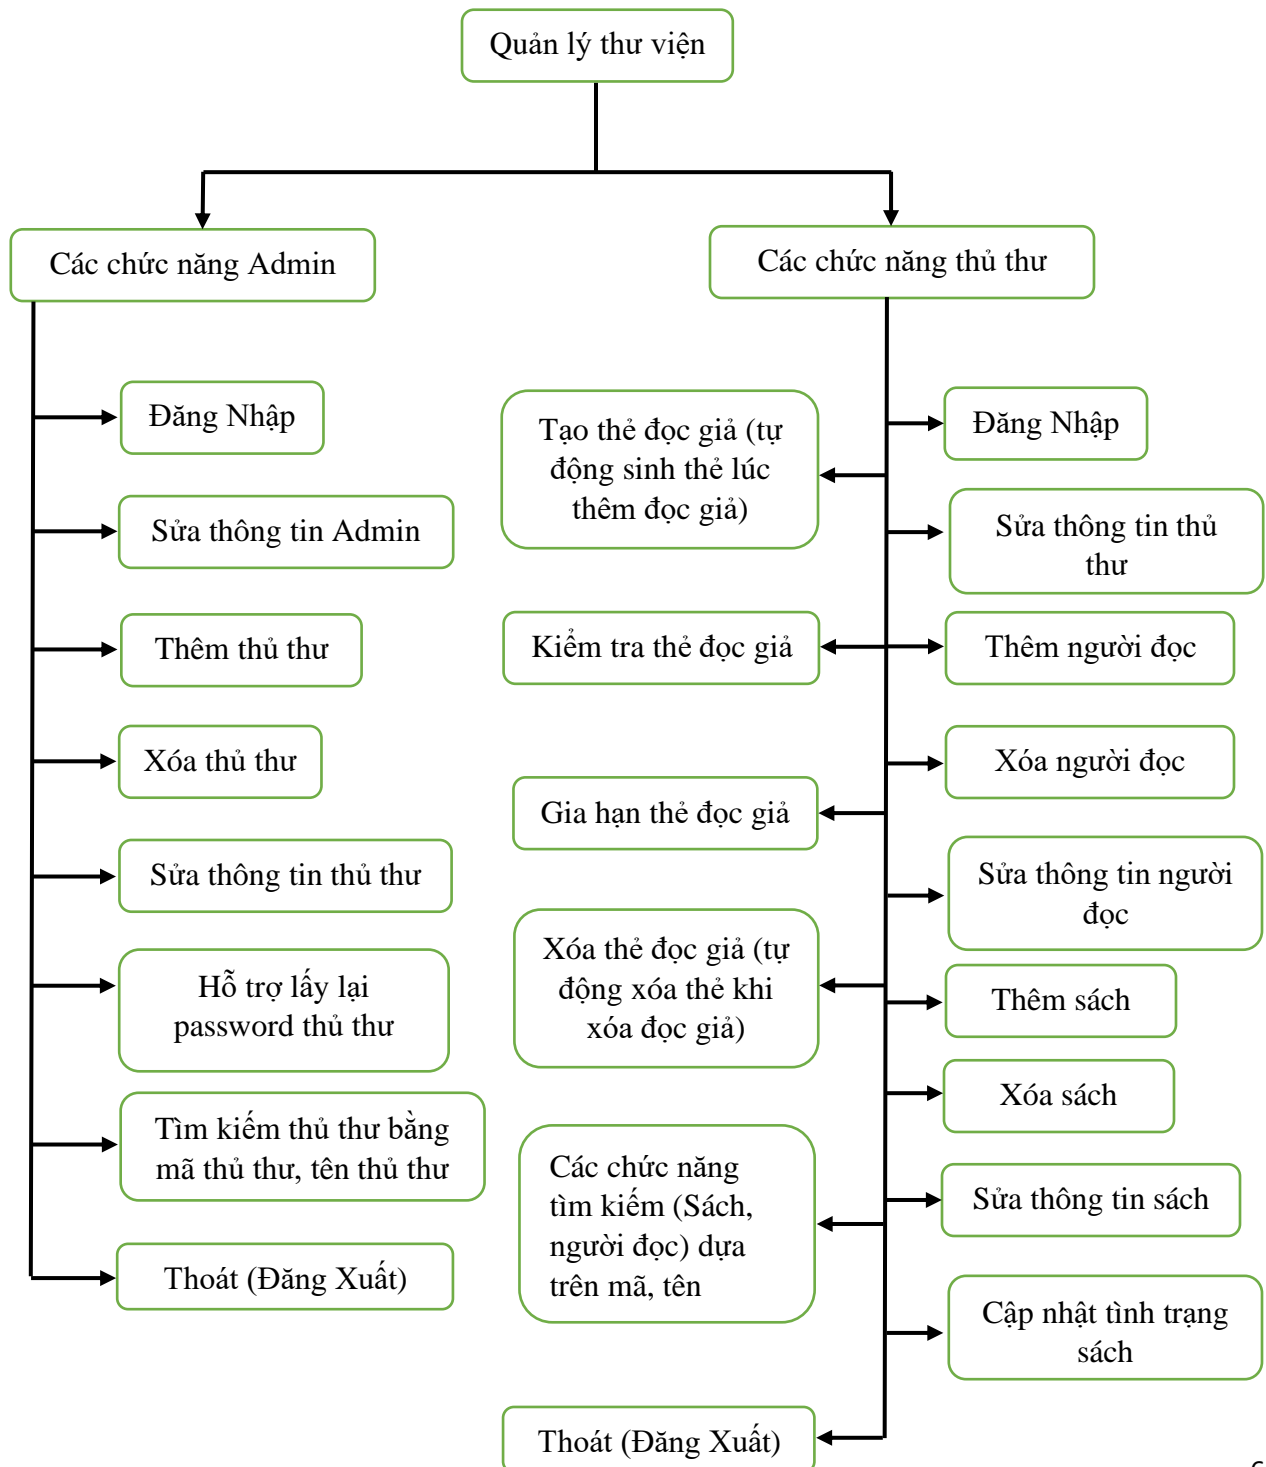 Quản lý thư viện
Các chức năng Admin
Các chức năng thủ thư
Đăng Nhập
Sửa thông tin Admin
Thêm thủ thư
Xóa thủ thư
Sửa thông tin thủ thư
Hỗ trợ lấy lại
password thủ thư
Tìm kiếm thủ thư bằng
mã thủ thư, tên thủ thư
Thoát (Đăng Xuất)
Tạo thẻ đọc giả (tự
động sinh thẻ lúc
thêm đọc giả)
Kiểm tra thẻ đọc giả
Gia hạn thẻ đọc giả
Xóa thẻ đọc giả (tự
động xóa thẻ khi
xóa đọc giả)
Các chức năng
tìm kiếm (Sách,
người đọc) dựa
trên mã, tên
Thoát (Đăng Xuất)
Đăng Nhập
Sửa thông tin thủ
thư
Thêm người đọc
Xóa người đọc
Sửa thông tin người
đọc
Thêm sách
Xóa sách
Sửa thông tin sách
Cập nhật tình trạng
sách